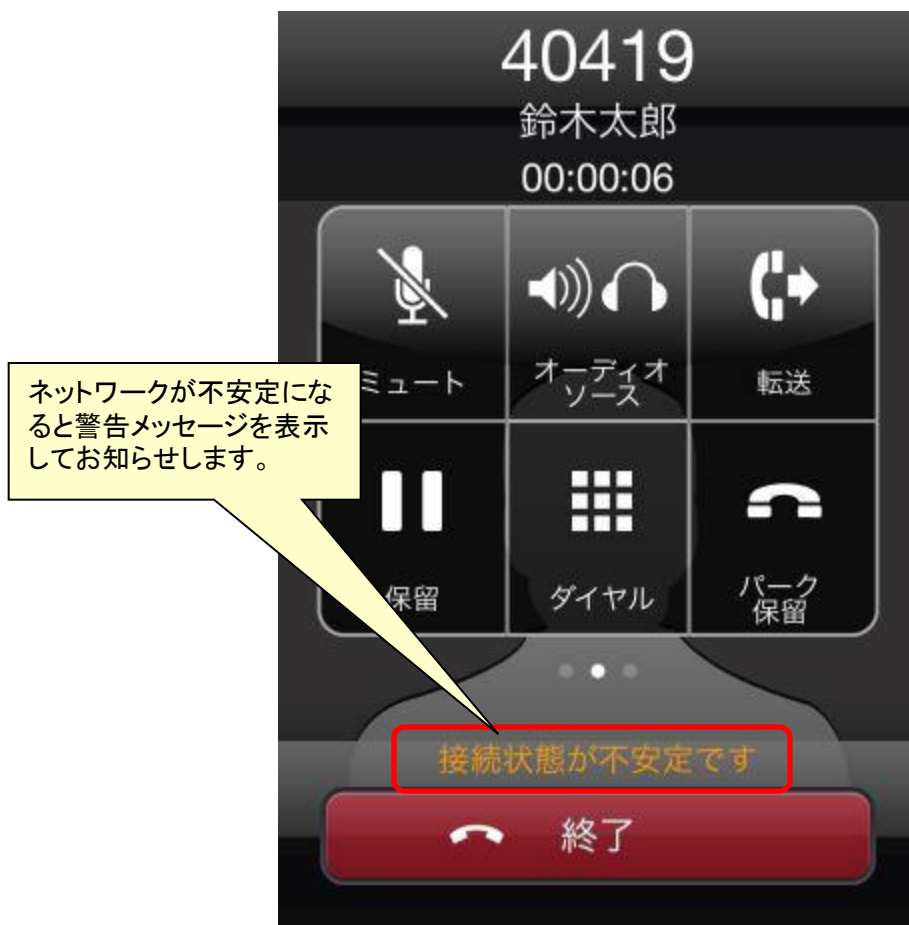 40419
鈴木太郎
00:00:06
ミュート
オーディオ
ソース
転送
ネットワークが不安定にな
ると警告メッセージを表示
してお知らせします。
保留
ダイヤル
パーク
保留
接続状態が不安定です
終了